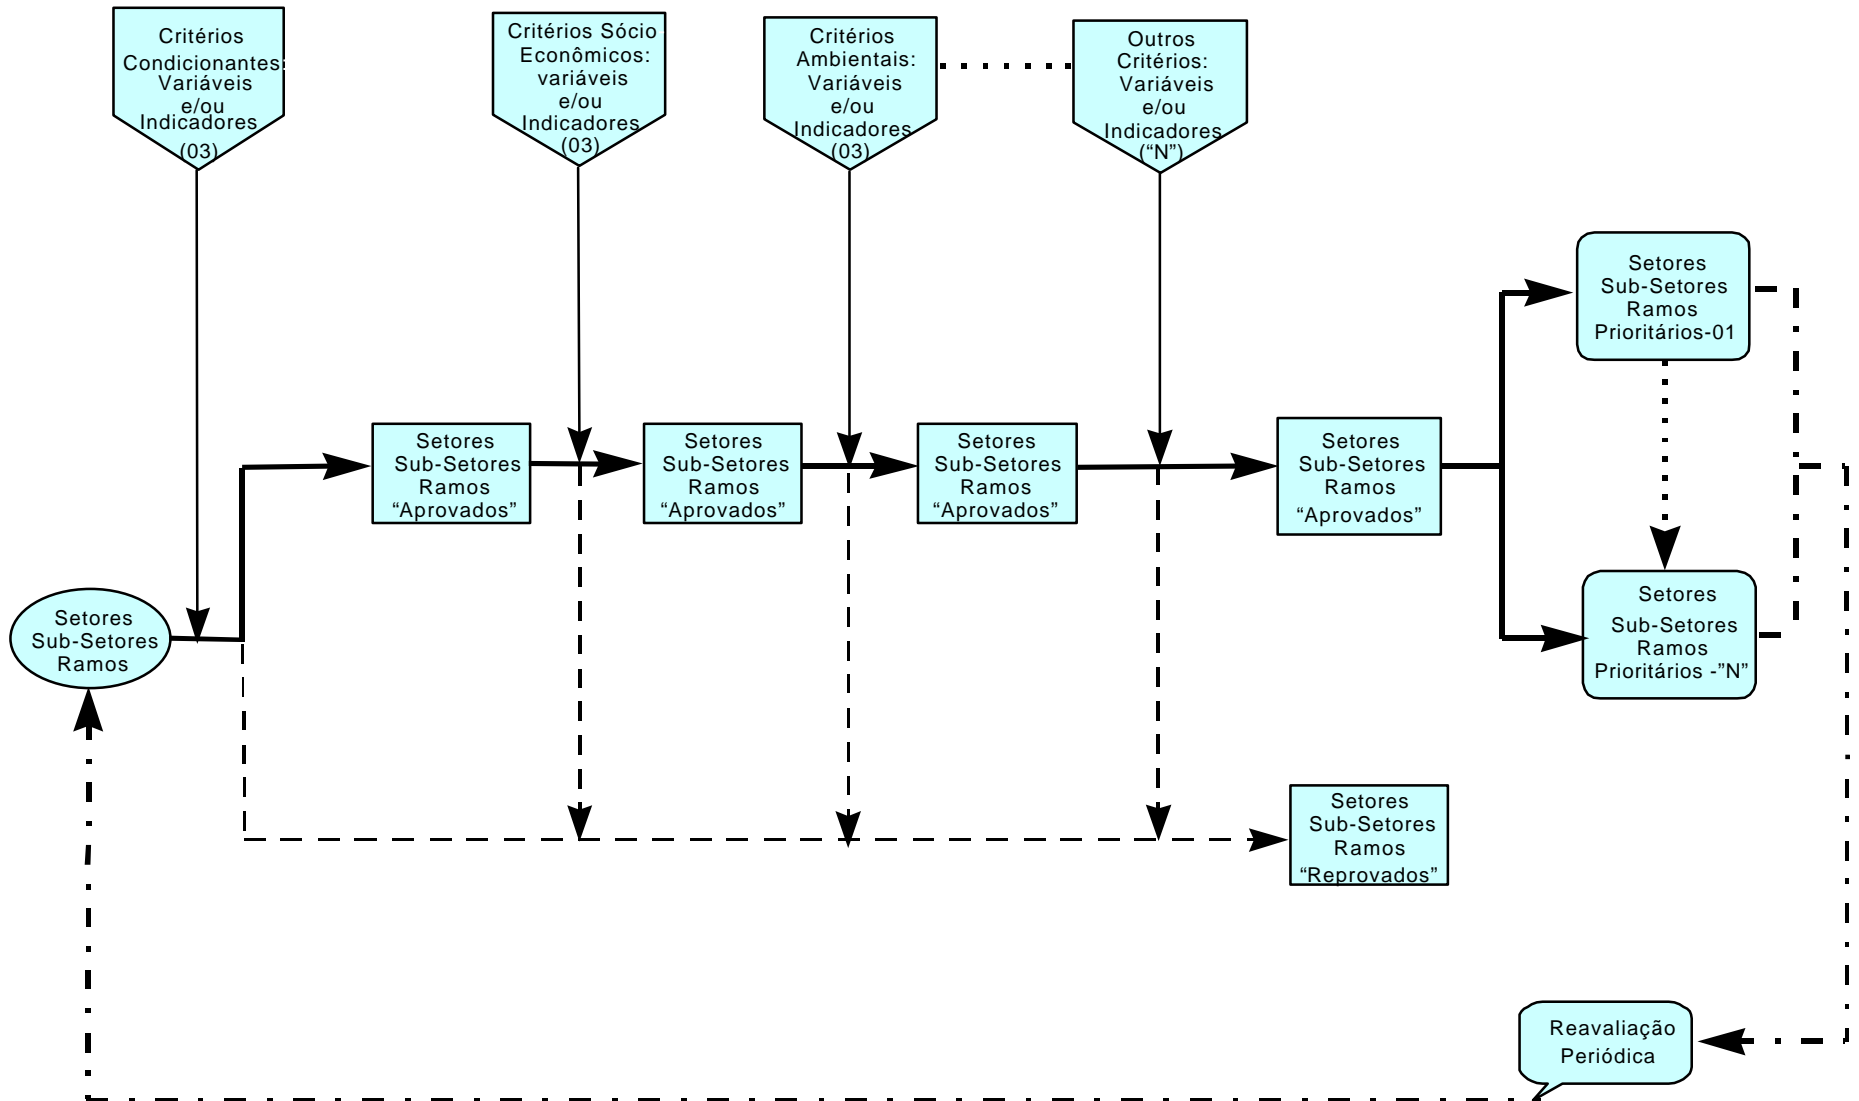 Critérios
Condicionantes:
Variáveis
e/ou
Indicadores
(03)
Critérios Sócio
Econômicos:
variáveis
e/ou
Indicadores
(03)
Critérios
Ambientais:
Variáveis
e/ou
Indicadores
(03)
Outros
Critérios:
Variáveis
e/ou
Indicadores
(“N”)
Setores
Sub-Setores
Ramos
Prioritários-01
Setores
Sub-Setores
Ramos
“Aprovados”
Setores
Sub-Setores
Ramos
“Aprovados”
Setores
Sub-Setores
Ramos
“Aprovados”
Setores
Sub-Setores
Ramos
“Aprovados”
Setores
Sub-Setores
Ramos
Setores
Sub-Setores
Ramos
Prioritários -”N”
Setores
Sub-Setores
Ramos
“Reprovados”
Reavaliação
Periódica